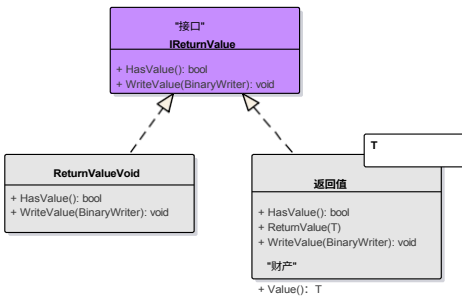 "接口"
IReturnValue
+ HasValue(): bool
+ WriteValue(BinaryWriter): void
T
ReturnValueVoid
+ HasValue(): bool
+ WriteValue(BinaryWriter): void
返回值
+ HasValue(): bool
+ ReturnValue(T)
+ WriteValue(BinaryWriter): void
"财产"
+ Value()： T